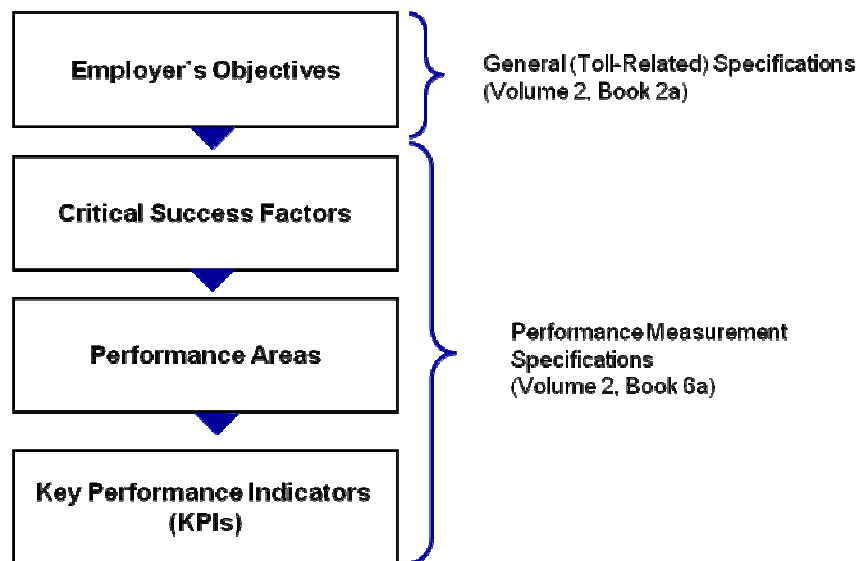 Employer's Objectives
General (Toll-Related) Specifications
(Volume 2, Book 2a)
Critical Success Factors
Performance Areas
Performance Measurement
Specifications
(Volume 2, Book 6a)
Key Performance Indicators
(KPIs)